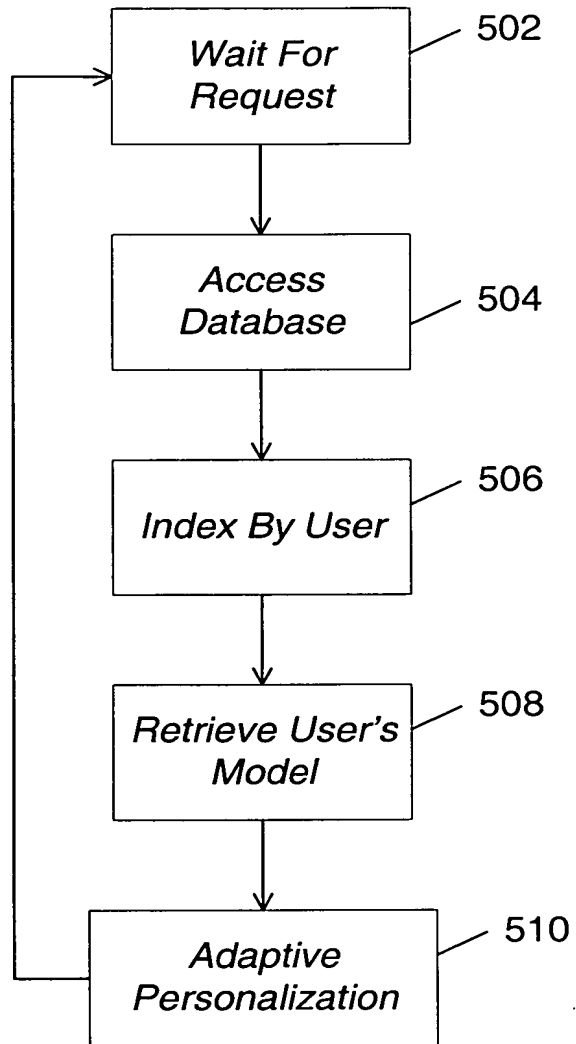 Wait For
Request
502
Access
Database
504
Index By User
506
Retrieve User's
Model
508
Adaptive
Personalization
510